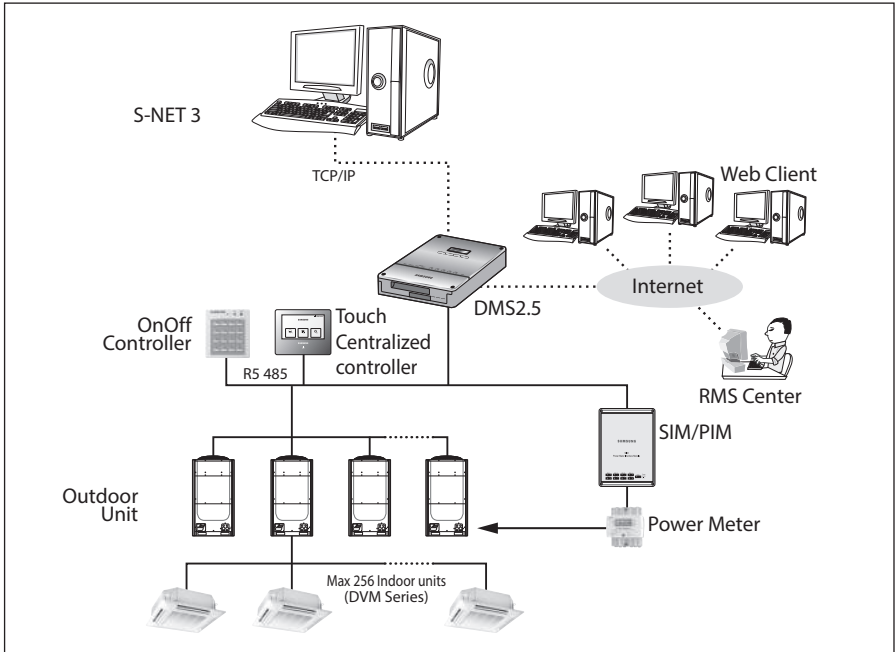 S-NET 3
TCP/IP
Web Client
Internet
DMS2.5
OnOff
Controller
Touch
Centralized
controller
R5 485
RMS Center
SIM/PIM
SAMSUNG
Outdoor
Unit
Power Meter
Max 256 Indoor units
(DVM Series)